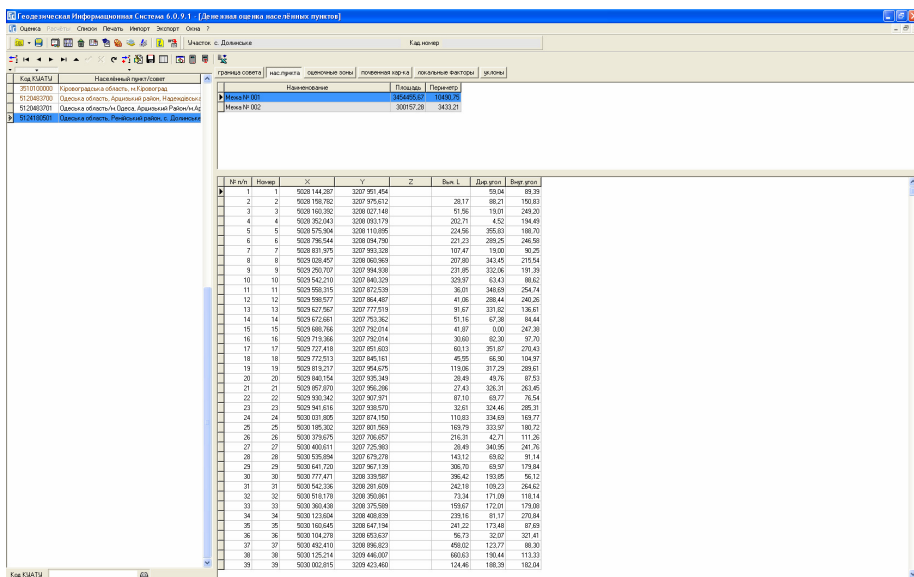 Геодезическая Информационная Система 6.0.9.1 - [Денежная оценка населённых пунктов]
Оценка Расчёты Списки Печать Импорт Экспорт Окна ?
Участок с. Долинське Кад.номер
граница совета нас.пункта оценочные зоны почвенная хар-ка локальные факторы уклоны
Код КУАТУ Населённый пункт/совет
3510100000 Кіровоградська область, м.Кіровоград
5120483700 Одеська область, Арцизький район, Надеждівськ
5120483701 Одеська область/м.Одеса, Арцизький Район/м.Ар
5124180501 Одеська область, Ренійський район, с. Долинське
Наименование Площадь Периметр
Межа № 001 3454465,67 10490,75
Межа № 002 300157,28 3433,21
№ п/п Номер X Y Z Выч. L Дир.угол Внут.угол
1 1 5028 144,287 3207 951,454 59,04 89,39
2 2 5028 158,782 3207 975,612 28,17 88,21 150,83
3 3 5028 160,392 3208 027,148 51,56 19,01 249,20
4 4 5028 352,043 3208 093,179 202,71 4,52 194,49
5 5 5028 575,904 3208 110,895 224,56 355,83 188,70
6 6 5028 796,544 3208 094,790 221,23 289,25 246,58
7 7 5028 831,975 3207 993,328 107,47 19,00 90,25
8 8 5029 028,457 3208 060,969 207,80 343,45 215,54
9 9 5029 250,707 3207 994,938 231,85 332,06 191,39
10 10 5029 542,210 3207 840,329 329,97 63,43 88,62
11 11 5029 558,315 3207 872,539 36,01 348,69 254,74
12 12 5029 598,577 3207 864,487 41,06 288,44 240,26
13 13 5029 627,567 3207 777,519 91,67 331,82 136,61
14 14 5029 672,661 3207 753,362 51,16 67,38 84,44
15 15 5029 688,766 3207 792,014 41,87 0,00 247,38
16 16 5029 719,366 3207 792,014 30,60 82,30 97,70
17 17 5029 727,418 3207 851,603 60,13 351,87 270,43
18 18 5029 772,513 3207 845,161 45,55 66,90 104,97
19 19 5029 819,217 3207 954,675 119,06 317,29 289,61
20 20 5029 840,154 3207 935,349 28,49 49,76 87,53
21 21 5029 857,870 3207 956,286 27,43 326,31 263,45
22 22 5029 930,342 3207 907,971 87,10 69,77 76,54
23 23 5029 941,616 3207 938,570 32,61 324,46 285,31
24 24 5030 031,805 3207 874,150 110,83 334,69 169,77
25 25 5030 185,302 3207 801,569 169,79 333,97 180,72
26 26 5030 379,675 3207 706,657 216,31 42,71 111,26
27 27 5030 400,611 3207 725,983 28,49 340,95 241,76
28 28 5030 535,894 3207 679,278 143,12 69,82 91,14
29 29 5030 641,720 3207 967,139 306,70 69,97 179,84
30 30 5030 777,471 3208 339,587 396,42 193,85 56,12
31 31 5030 542,336 3208 281,609 242,18 109,23 264,62
32 32 5030 518,178 3208 350,861 73,34 171,09 118,14
33 33 5030 360,438 3208 375,589 159,67 172,01 179,08
34 34 5030 123,604 3208 408,839 239,16 81,17 270,84
35 35 5030 160,645 3208 647,194 241,22 173,48 87,69
36 36 5030 104,278 3208 653,637 56,73 32,07 321,41
37 37 5030 492,410 3208 896,823 458,02 123,77 88,30
38 38 5030 125,214 3209 446,007 660,63 190,44 113,33
39 39 5030 002,815 3209 423,460 124,46 188,39 182,04
Код КУАТУ